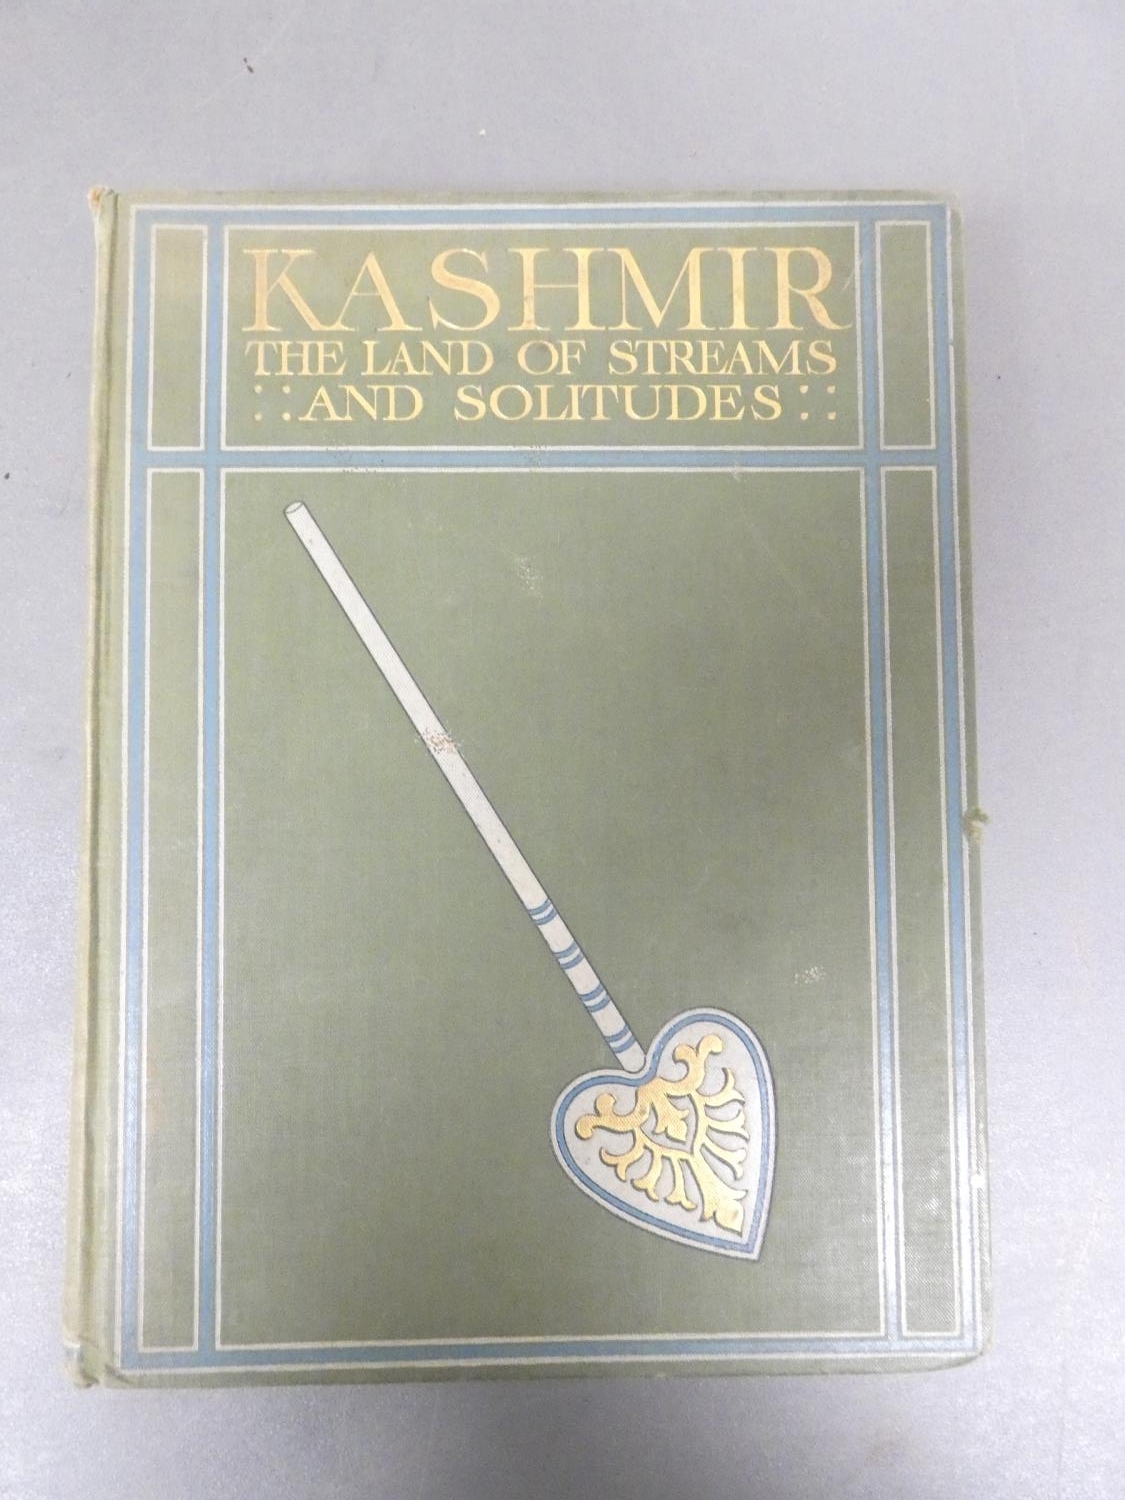 KASHMIR
THE LAND OF STREAMS
:: AND SOLITUDES ::